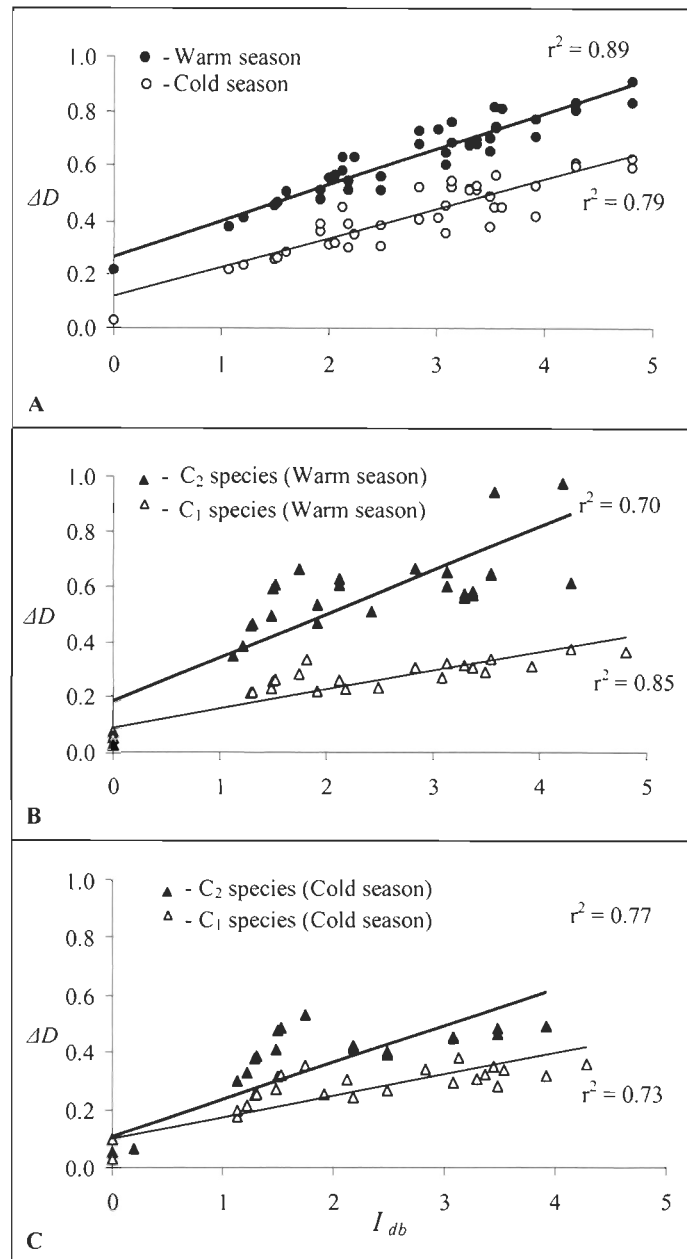 1.0
● - Warm season
○ - Cold season
r² = 0.89
0.8
0.6
ΔD
0.4
r² = 0.79
0.2
0.0
0 1 2 3 4 5
A
1.0
▲ - C₂ species (Warm season)
△ - C₁ species (Warm season)
r² = 0.70
0.8
0.6
ΔD
0.4
r² = 0.85
0.2
0.0
0 1 2 3 4 5
B
1.0
▲ - C₂ species (Cold season)
△ - C₁ species (Cold season)
r² = 0.77
0.8
0.6
ΔD
0.4
0.2
r² = 0.73
0.0
0 1 2 3 4 5
I db
C